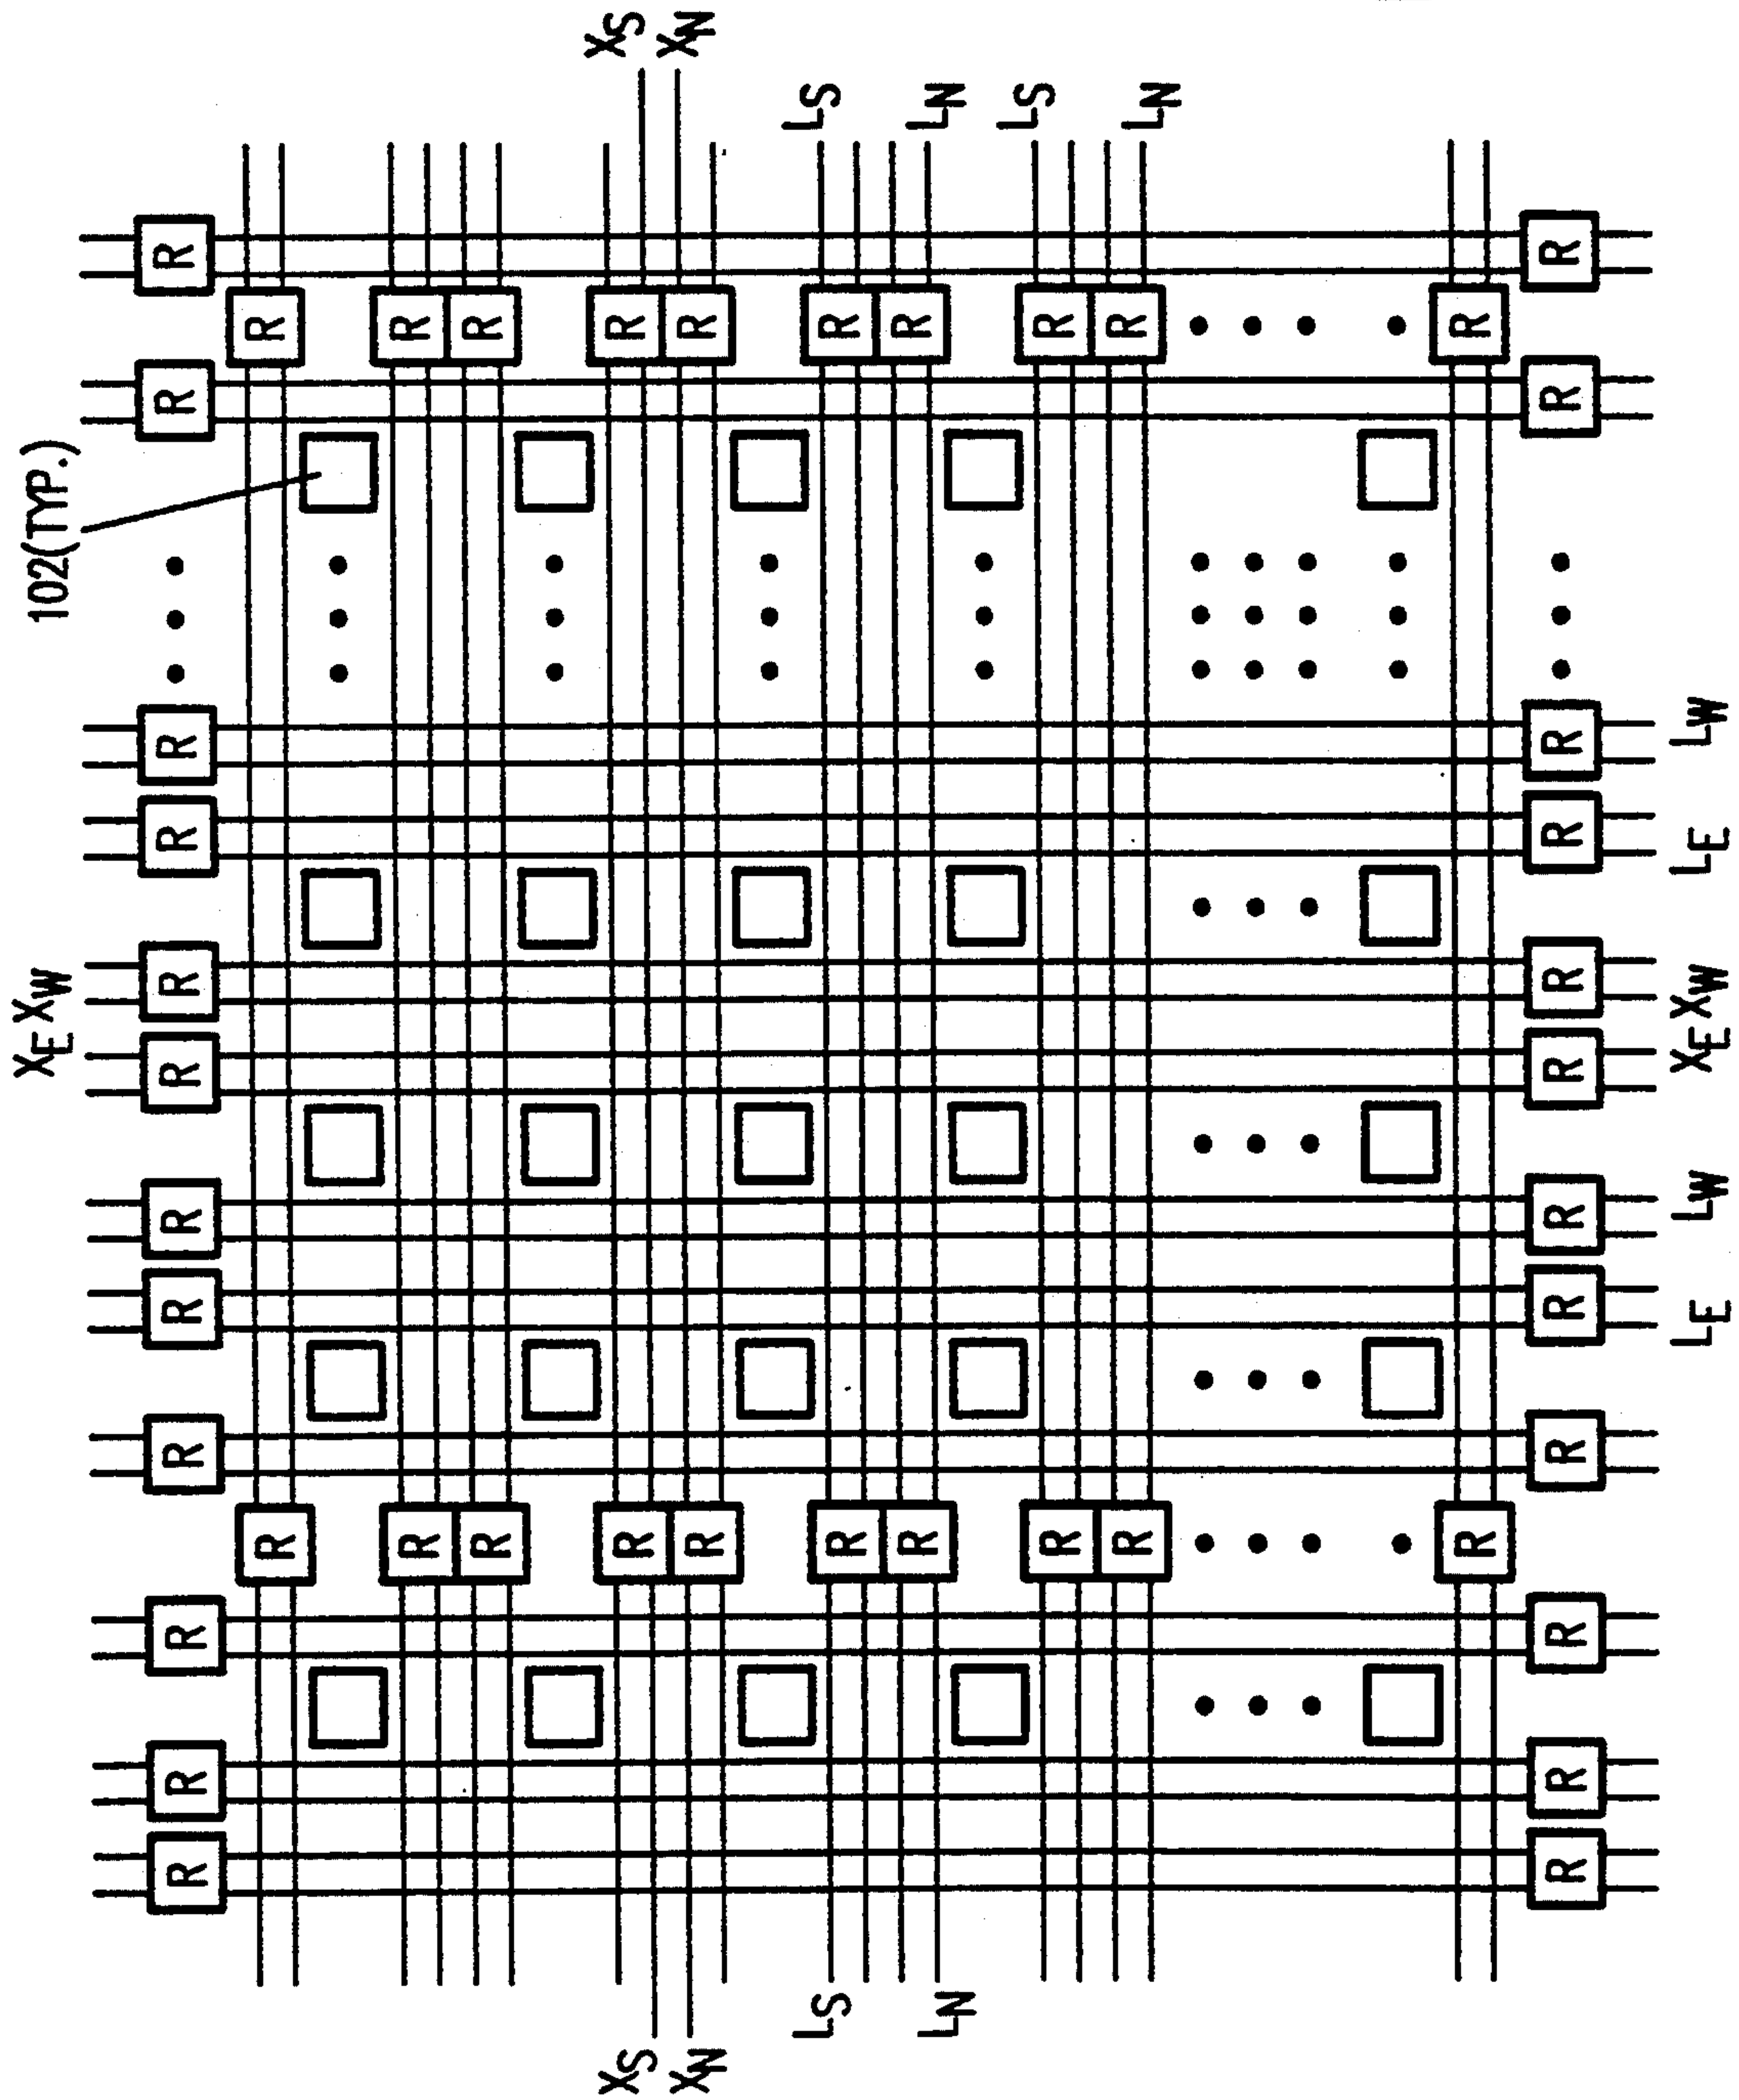 XE XW 102(TYP.)
R R R R R R R R R R R R
R R
R R
R R
XS R R XS
XN R R XN
LS R R LS
LN R R LN
R R LS
R R LN
R R
R R R R R R R R R R R R
LE LW XE XW LE LW